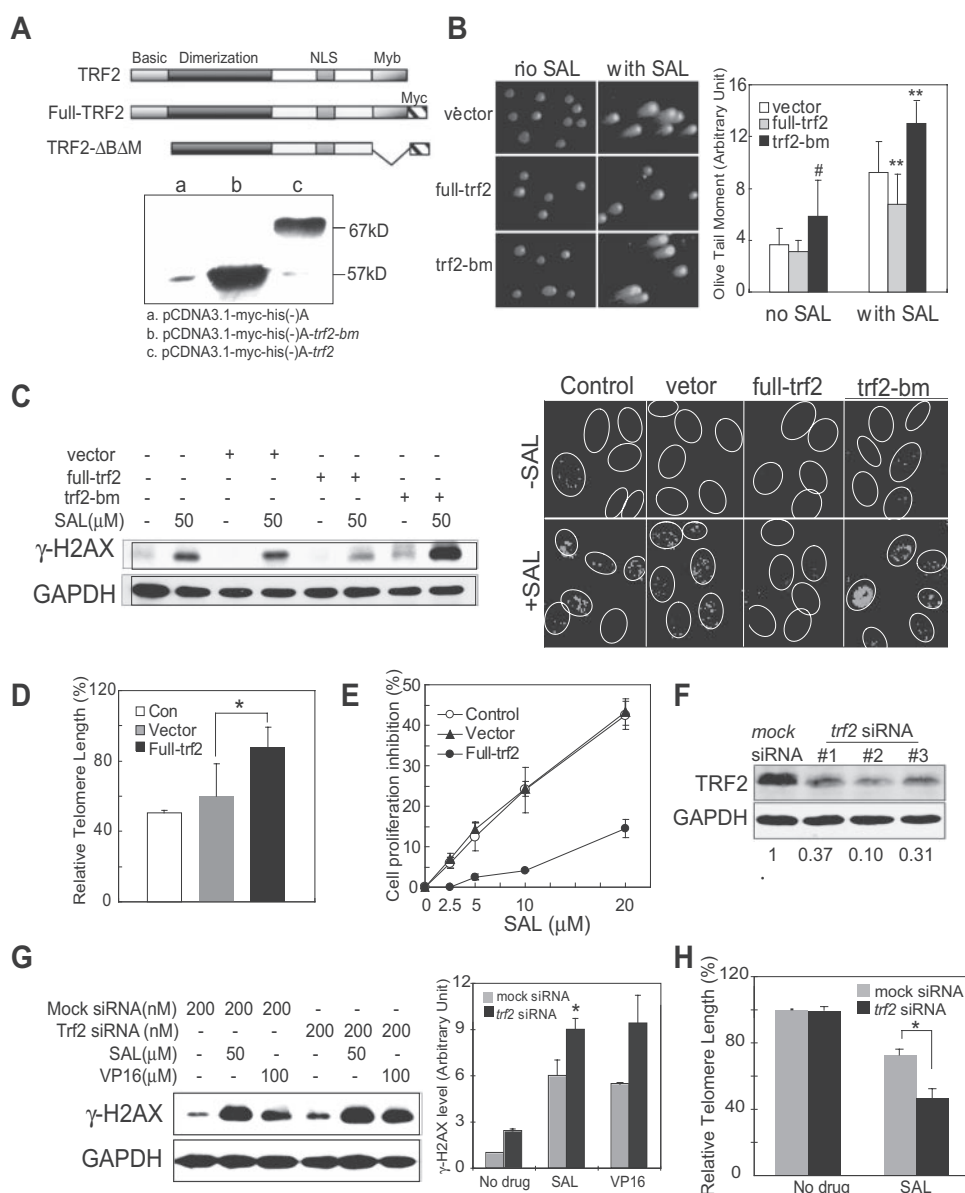 A
Basic Dimerization NLS Myb
TRF2
Myc
Full-TRF2
TRF2-ΔBΔM
a b c
67kD
57kD
a. pCDNA3.1-myc-his(-)A
b. pCDNA3.1-myc-his(-)A-trf2-bm
c. pCDNA3.1-myc-his(-)A-trf2
B
no SAL with SAL
vector
full-trf2
trf2-bm
Olive Tail Moment (Arbitrary Unit)
16
12
8
4
0
vector
full-trf2
trf2-bm
#
**
**
no SAL with SAL
C
vector - - + + - - - -
full-trf2 - - - - + + - -
trf2-bm - - - - - - + +
SAL(μM) - 50 - 50 - 50 - 50
γ-H2AX
GAPDH
Control vetor full-trf2 trf2-bm
-SAL
+SAL
D
Relative Telomere Length (%)
120
80
40
0
Con
Vector
Full-trf2
*
E
Cell proliferation inhibition (%)
50
40
30
20
10
0
Control
Vector
Full-trf2
0 2.5 5 10 20
SAL (μM)
F
mock siRNA
trf2 siRNA
#1 #2 #3
TRF2
GAPDH
1 0.37 0.10 0.31
G
Mock siRNA(nM) 200 200 200 - - -
Trf2 siRNA (nM) - - - 200 200 200
SAL(μM) - 50 - - 50 -
VP16(μM) - - 100 - - 100
γ-H2AX
GAPDH
γ-H2AX level (Arbitrary Unit)
12
9
6
3
0
mock siRNA
trf2 siRNA
*
No drug SAL VP16
H
Relative Telomere Length (%)
120
80
40
0
mock siRNA
trf2 siRNA
*
No drug SAL